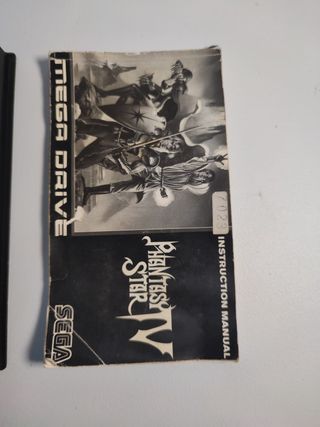 MEGA DRIVE
SEGA
PHANTASY
STAR
IV
INSTRUCTION MANUAL